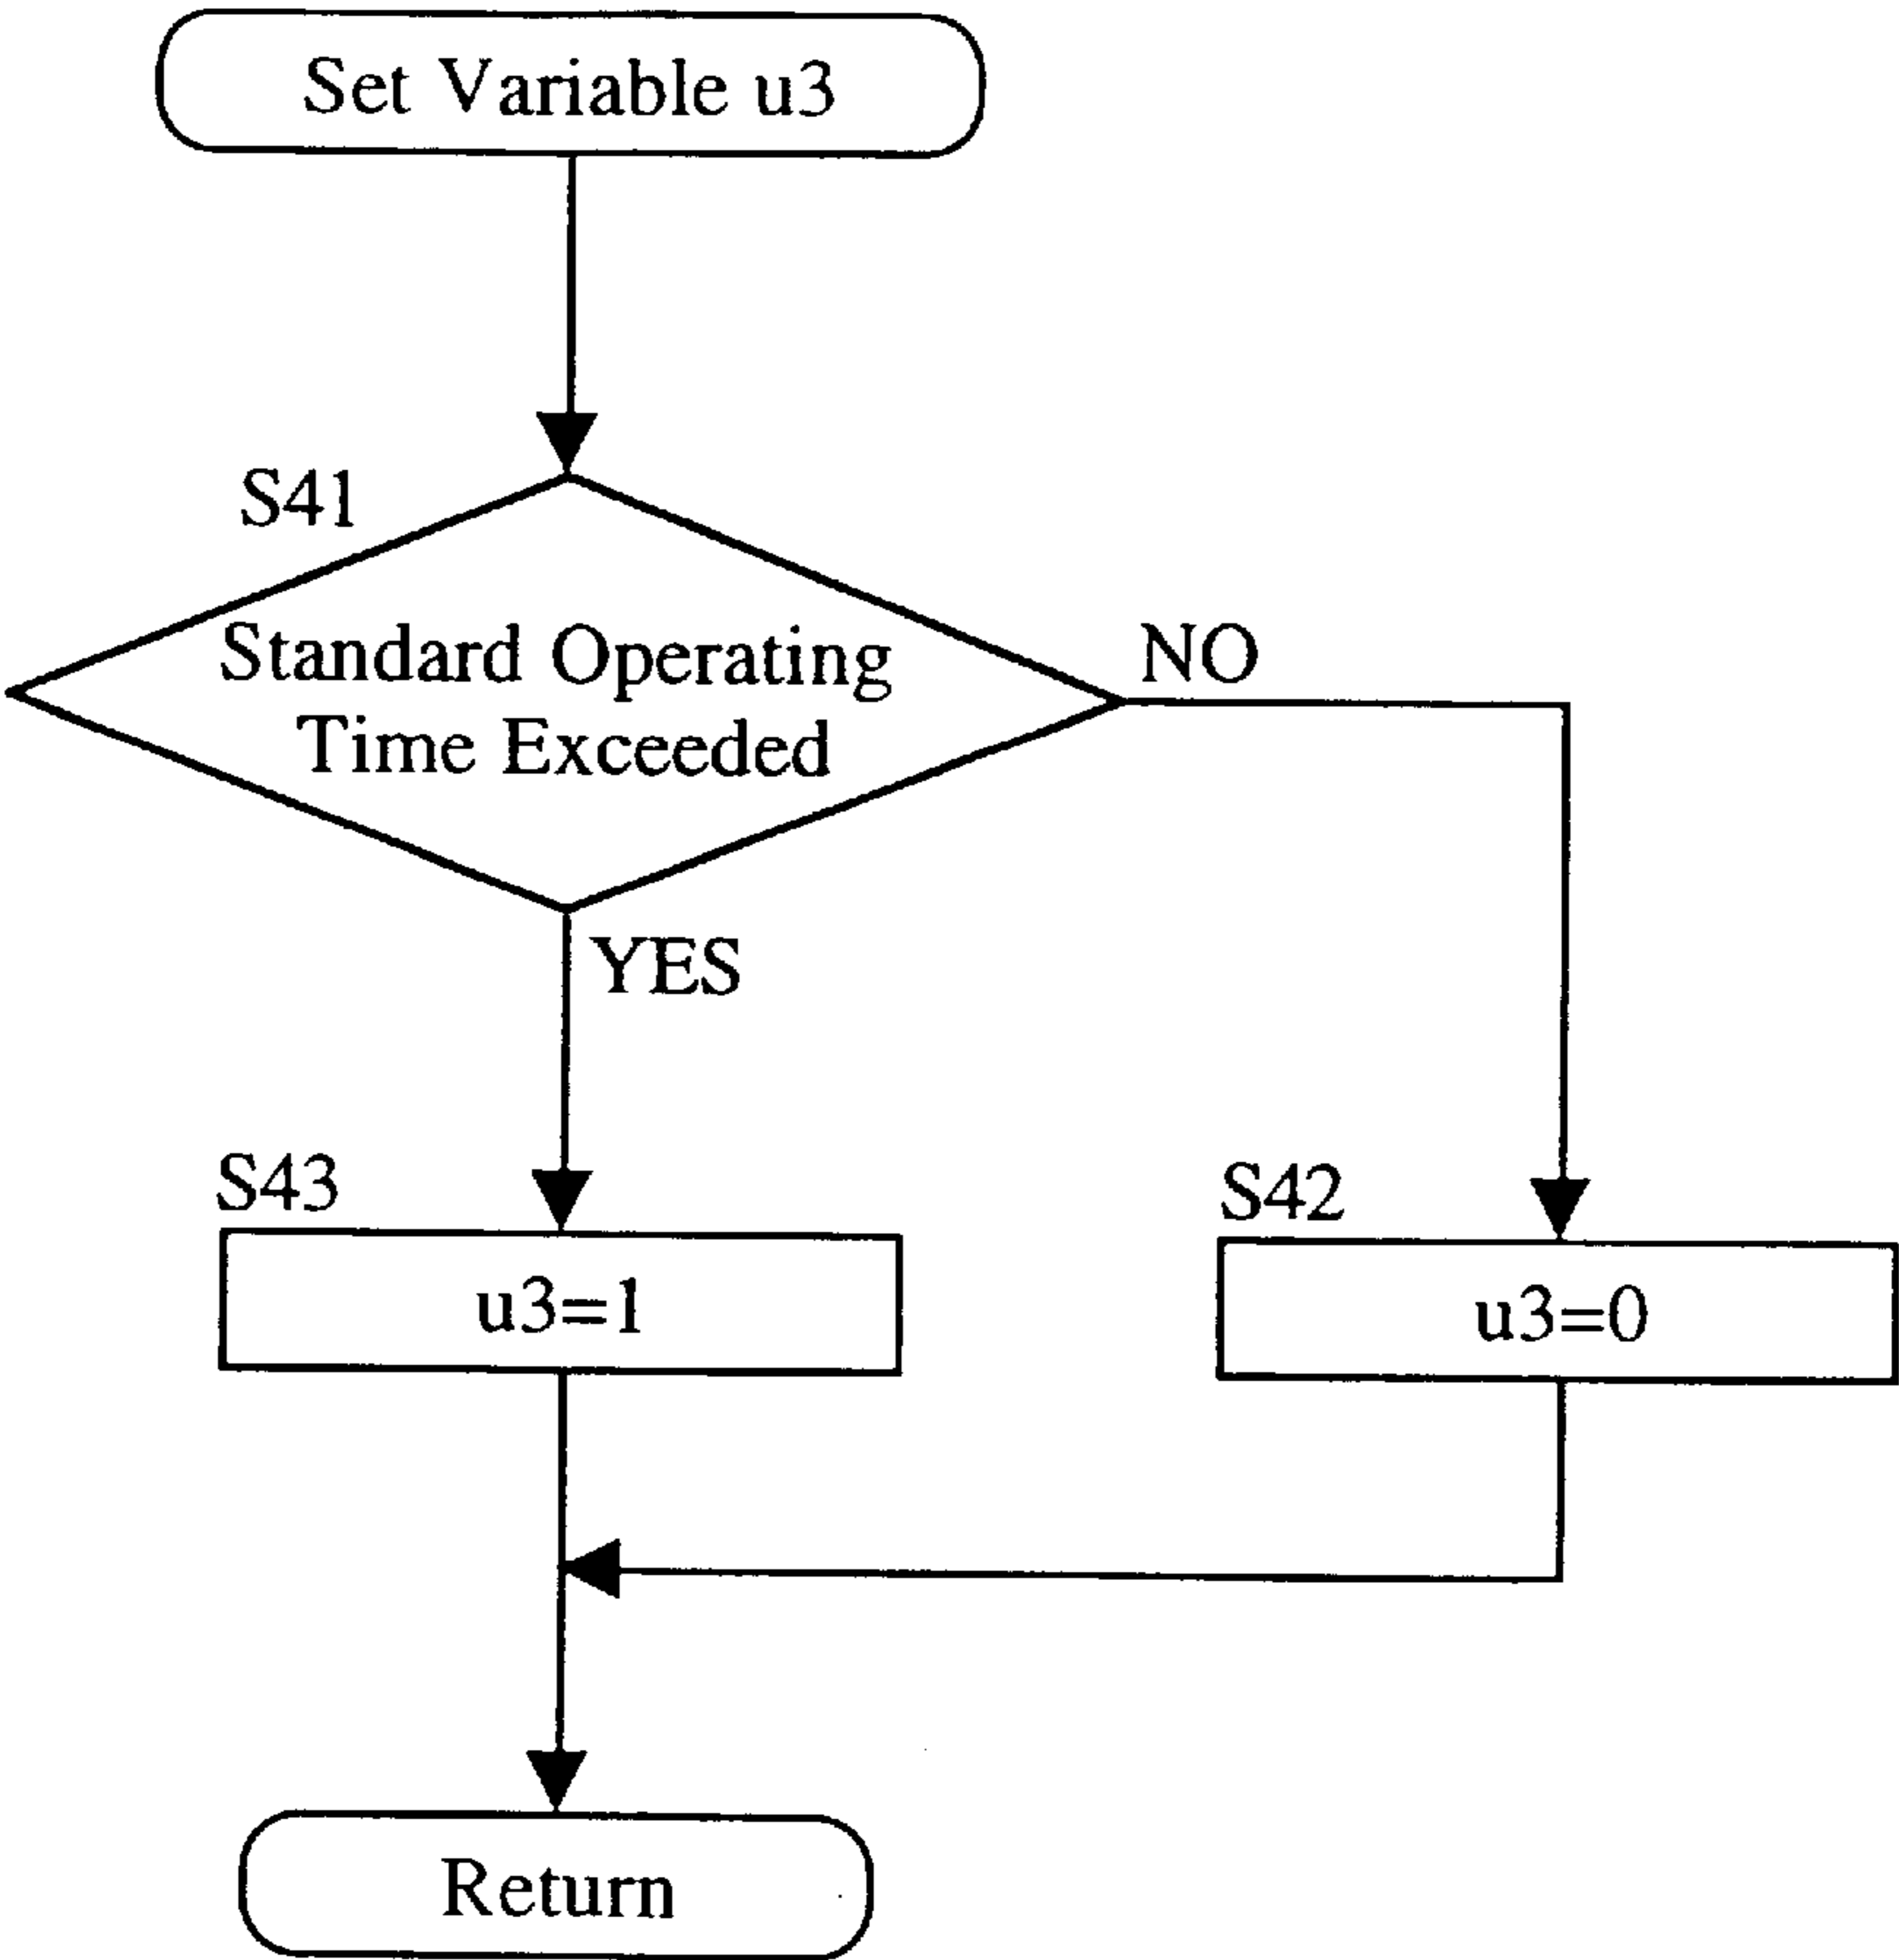 Set Variable u3
S41
Standard Operating
Time Exceeded
NO
YES
S43
S42
u3=1
u3=0
Return